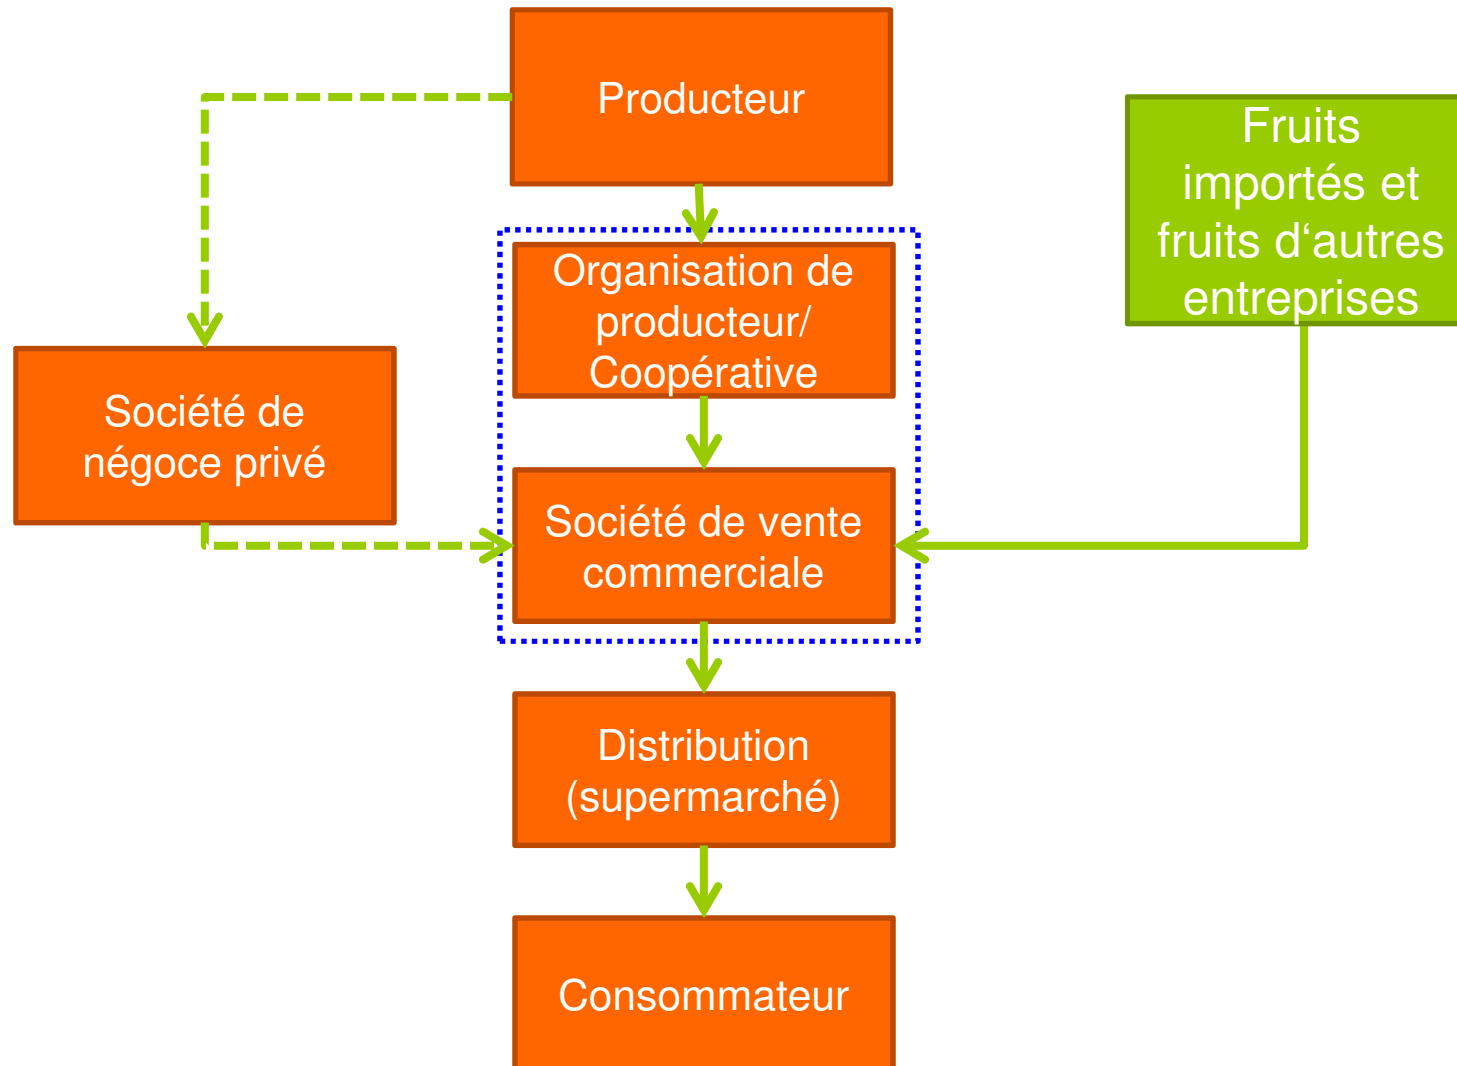 Producteur
Fruits
importés et
fruits d‘autres
entreprises
Organisation de
producteur/
Coopérative
Société de
négoce privé
Société de vente
commerciale
Distribution
(supermarché)
Consommateur